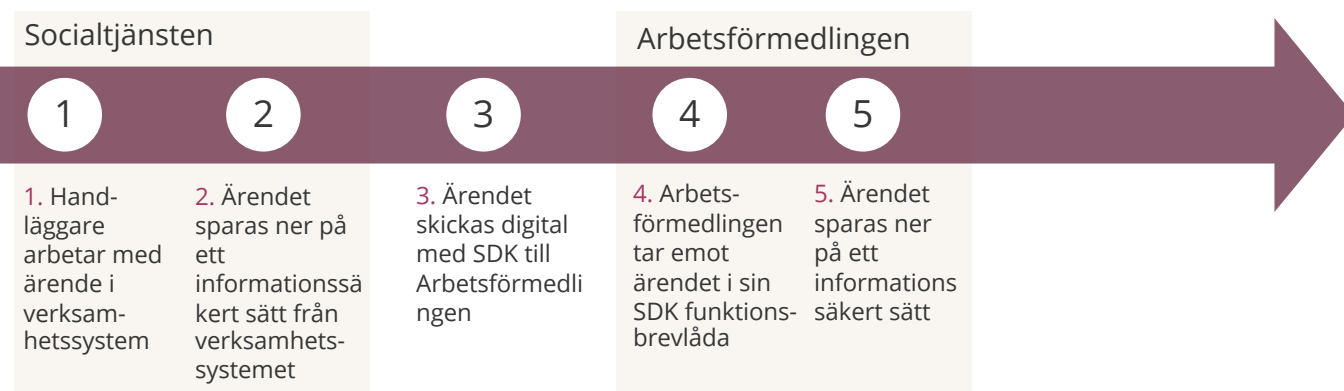 Socialtjänsten
Arbetsförmedlingen
1
2
3
4
5
1. Hand-
läggare
arbetar med
ärende i
verksam-
hetssystem
2. Ärendet
sparas ner på
ett
informationssä
kert sätt från
verksamhets-
systemet
3. Ärendet
skickas digital
med SDK till
Arbetsförmedli
ngen
4. Arbets-
förmedlingen
tar emot
ärendet i sin
SDK funktions-
brevlåda
5. Ärendet
sparas ner
på ett
informations
säkert sätt